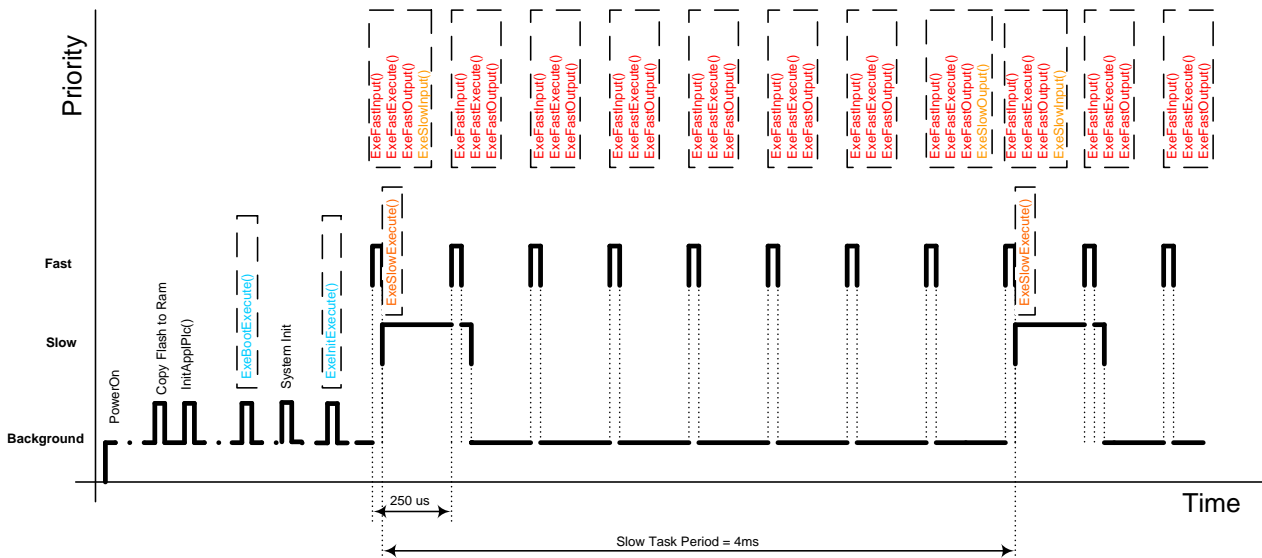 Priority
ExeFastInput()
ExeFastExecute()
ExeFastOutput()
ExeSlowInput()
ExeFastInput()
ExeFastExecute()
ExeFastOutput()
ExeFastInput()
ExeFastExecute()
ExeFastOutput()
ExeFastInput()
ExeFastExecute()
ExeFastOutput()
ExeFastInput()
ExeFastExecute()
ExeFastOutput()
ExeFastInput()
ExeFastExecute()
ExeFastOutput()
ExeFastInput()
ExeFastExecute()
ExeFastOutput()
ExeFastInput()
ExeFastExecute()
ExeFastOutput()
ExeSlowOuput()
ExeFastInput()
ExeFastExecute()
ExeFastOutput()
ExeSlowInput()
ExeFastInput()
ExeFastExecute()
ExeFastOutput()
ExeFastInput()
ExeFastExecute()
ExeFastOutput()
Fast
ExeSlowExecute()
ExeSlowExecute()
Slow
PowerOn
Copy Flash to Ram
InitApplPlc()
ExeBootExecute()
System Init
ExeInitExecute()
Background
250 us
Time
Slow Task Period = 4ms